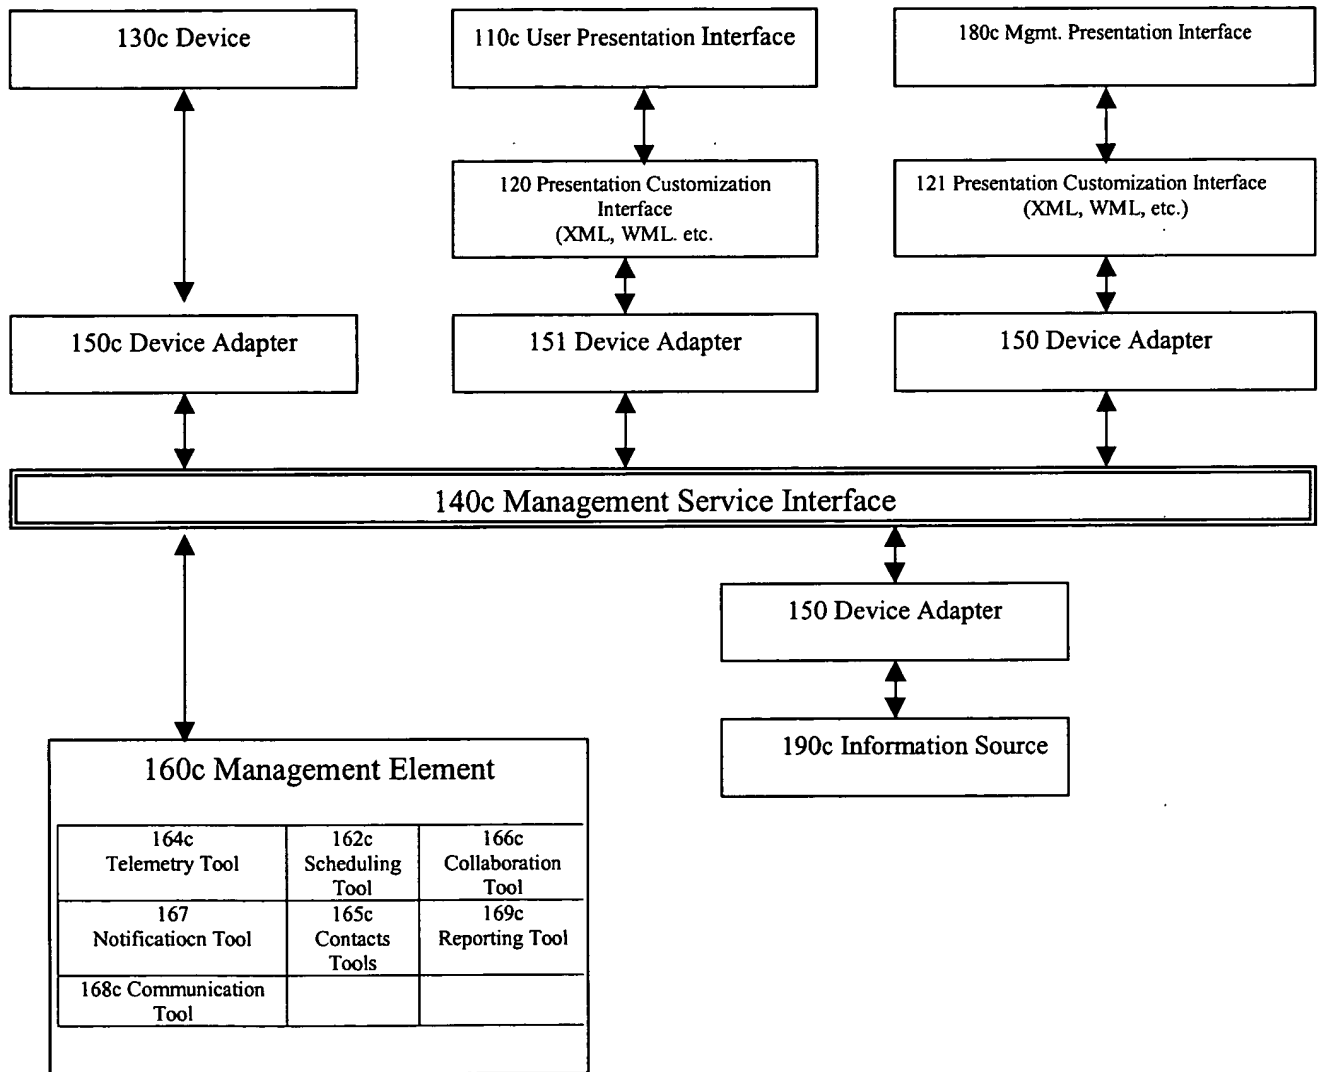 130c Device
110c User Presentation Interface
180c Mgmt. Presentation Interface
120 Presentation Customization
Interface
(XML, WML. etc.
121 Presentation Customization Interface
(XML, WML, etc.)
150c Device Adapter
151 Device Adapter
150 Device Adapter
140c Management Service Interface
150 Device Adapter
190c Information Source
160c Management Element
164c
Telemetry Tool
162c
Scheduling
Tool
166c
Collaboration
Tool
167
Notificatiocn Tool
165c
Contacts
Tools
169c
Reporting Tool
168c Communication
Tool